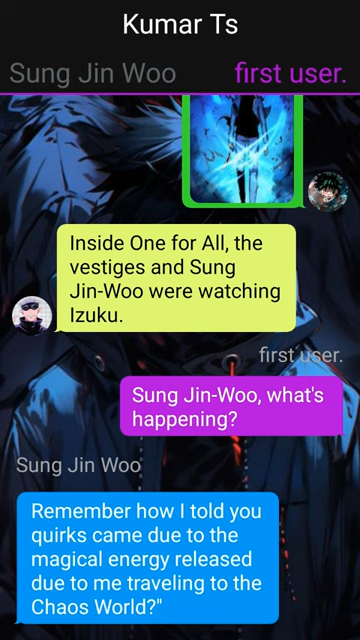 Kumar Ts
Sung Jin Woo
first user.
Inside One for All, the
vestiges and Sung
Jin-Woo were watching
Izuku.
first user.
Sung Jin-Woo, what's
happening?
Sung Jin Woo
Remember how I told you
quirks came due to the
magical energy released
due to me traveling to the
Chaos World?"